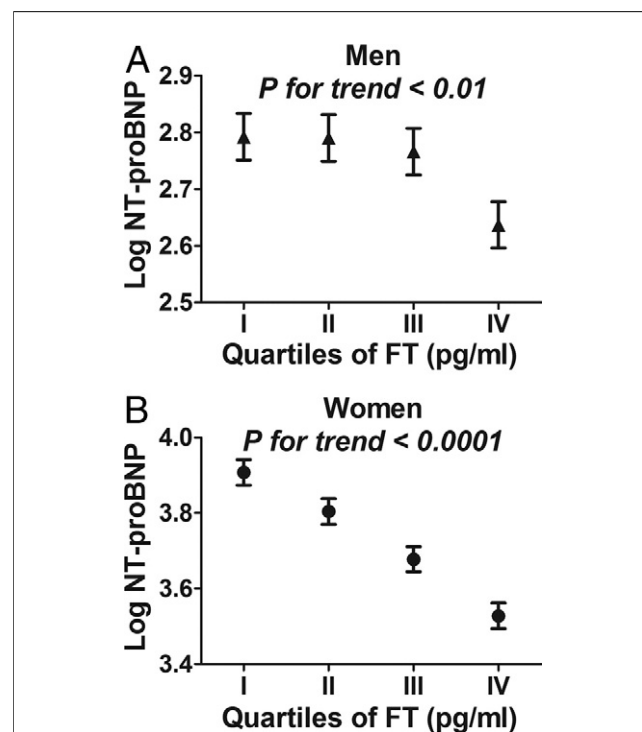 A
Men
P for trend < 0.01
Log NT-proBNP
2.9
2.8
2.7
2.6
2.5
I II III IV
Quartiles of FT (pg/ml)
B
Women
P for trend < 0.0001
Log NT-proBNP
4.0
3.8
3.6
3.4
I II III IV
Quartiles of FT (pg/ml)